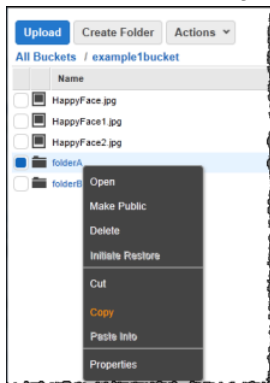 Upload Create Folder Actions
All Buckets / example1bucket
Name
HappyFace.jpg
HappyFace1.jpg
HappyFace2.jpg
folderA
folderB
Open
Make Public
Delete
Initiate Restore
Cut
Copy
Paste Into
Properties